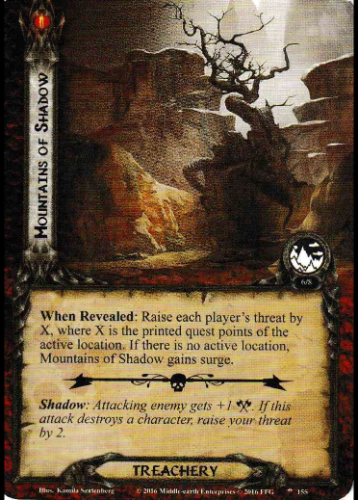 MOUNTAINS OF SHADOW
6/8
When Revealed: Raise each player's threat by
X, where X is the printed quest points of the
active location. If there is no active location,
Mountains of Shadow gains surge.
Shadow: Attacking enemy gets +1 . If this
attack destroys a character, raise your threat
by 2.
TREACHERY
Illus. Kamila Szutenberg
© 2016 Middle-earth Enterprises · 2016 FFG
155